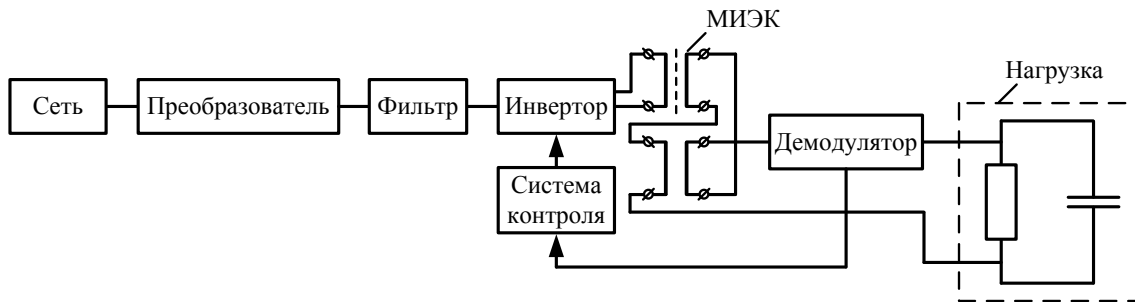 МИЭК
Нагрузка
Сеть
Преобразователь
Фильтр
Инвертор
Демодулятор
Система
контроля